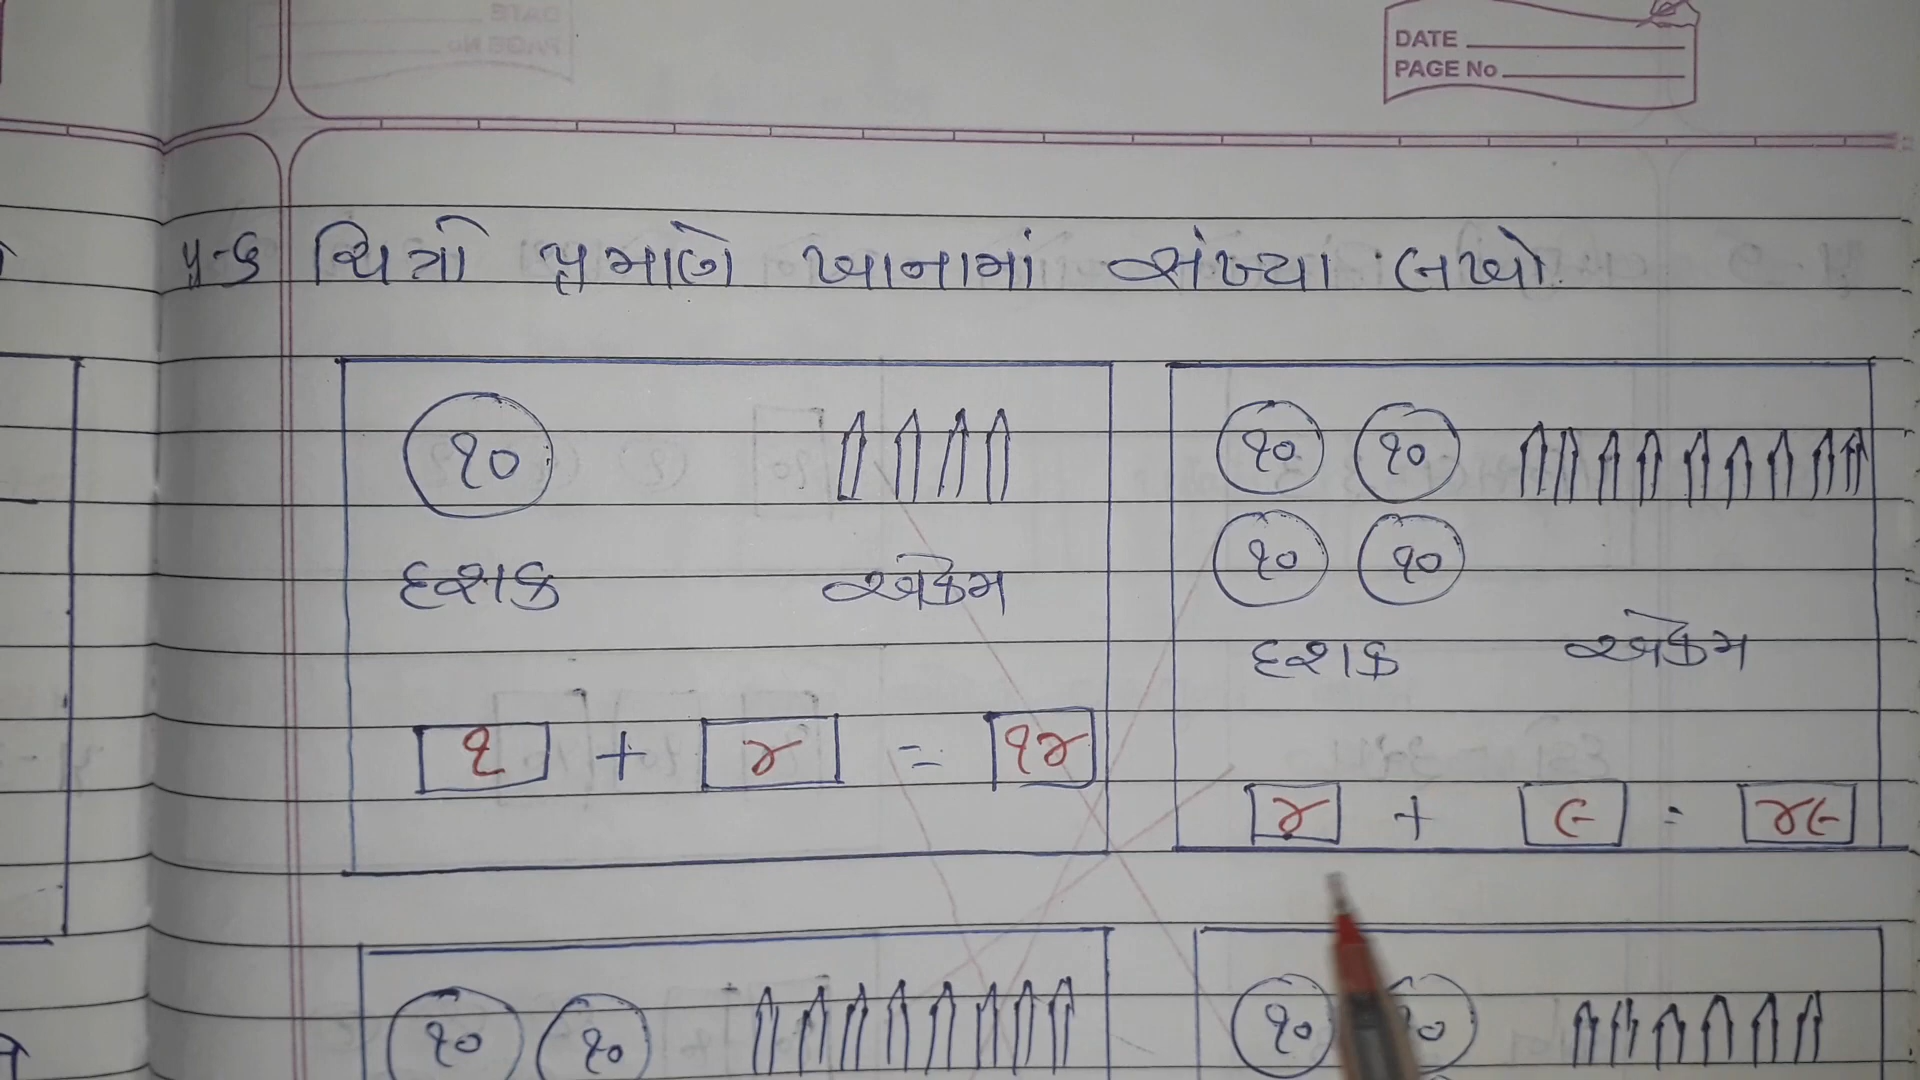 DATE
PAGE No
પ્ર-૬ ચિત્રો પ્રમાણે ખાનામાં સંખ્યા લખો.
૧૦
૧૦ ૧૦
૧૦ ૧૦
દશક એકમ
દશક એકમ
૧ + ૪ = ૧૪
૪ + ૯ = ૪૯
૧૦ ૧૦
૧૦